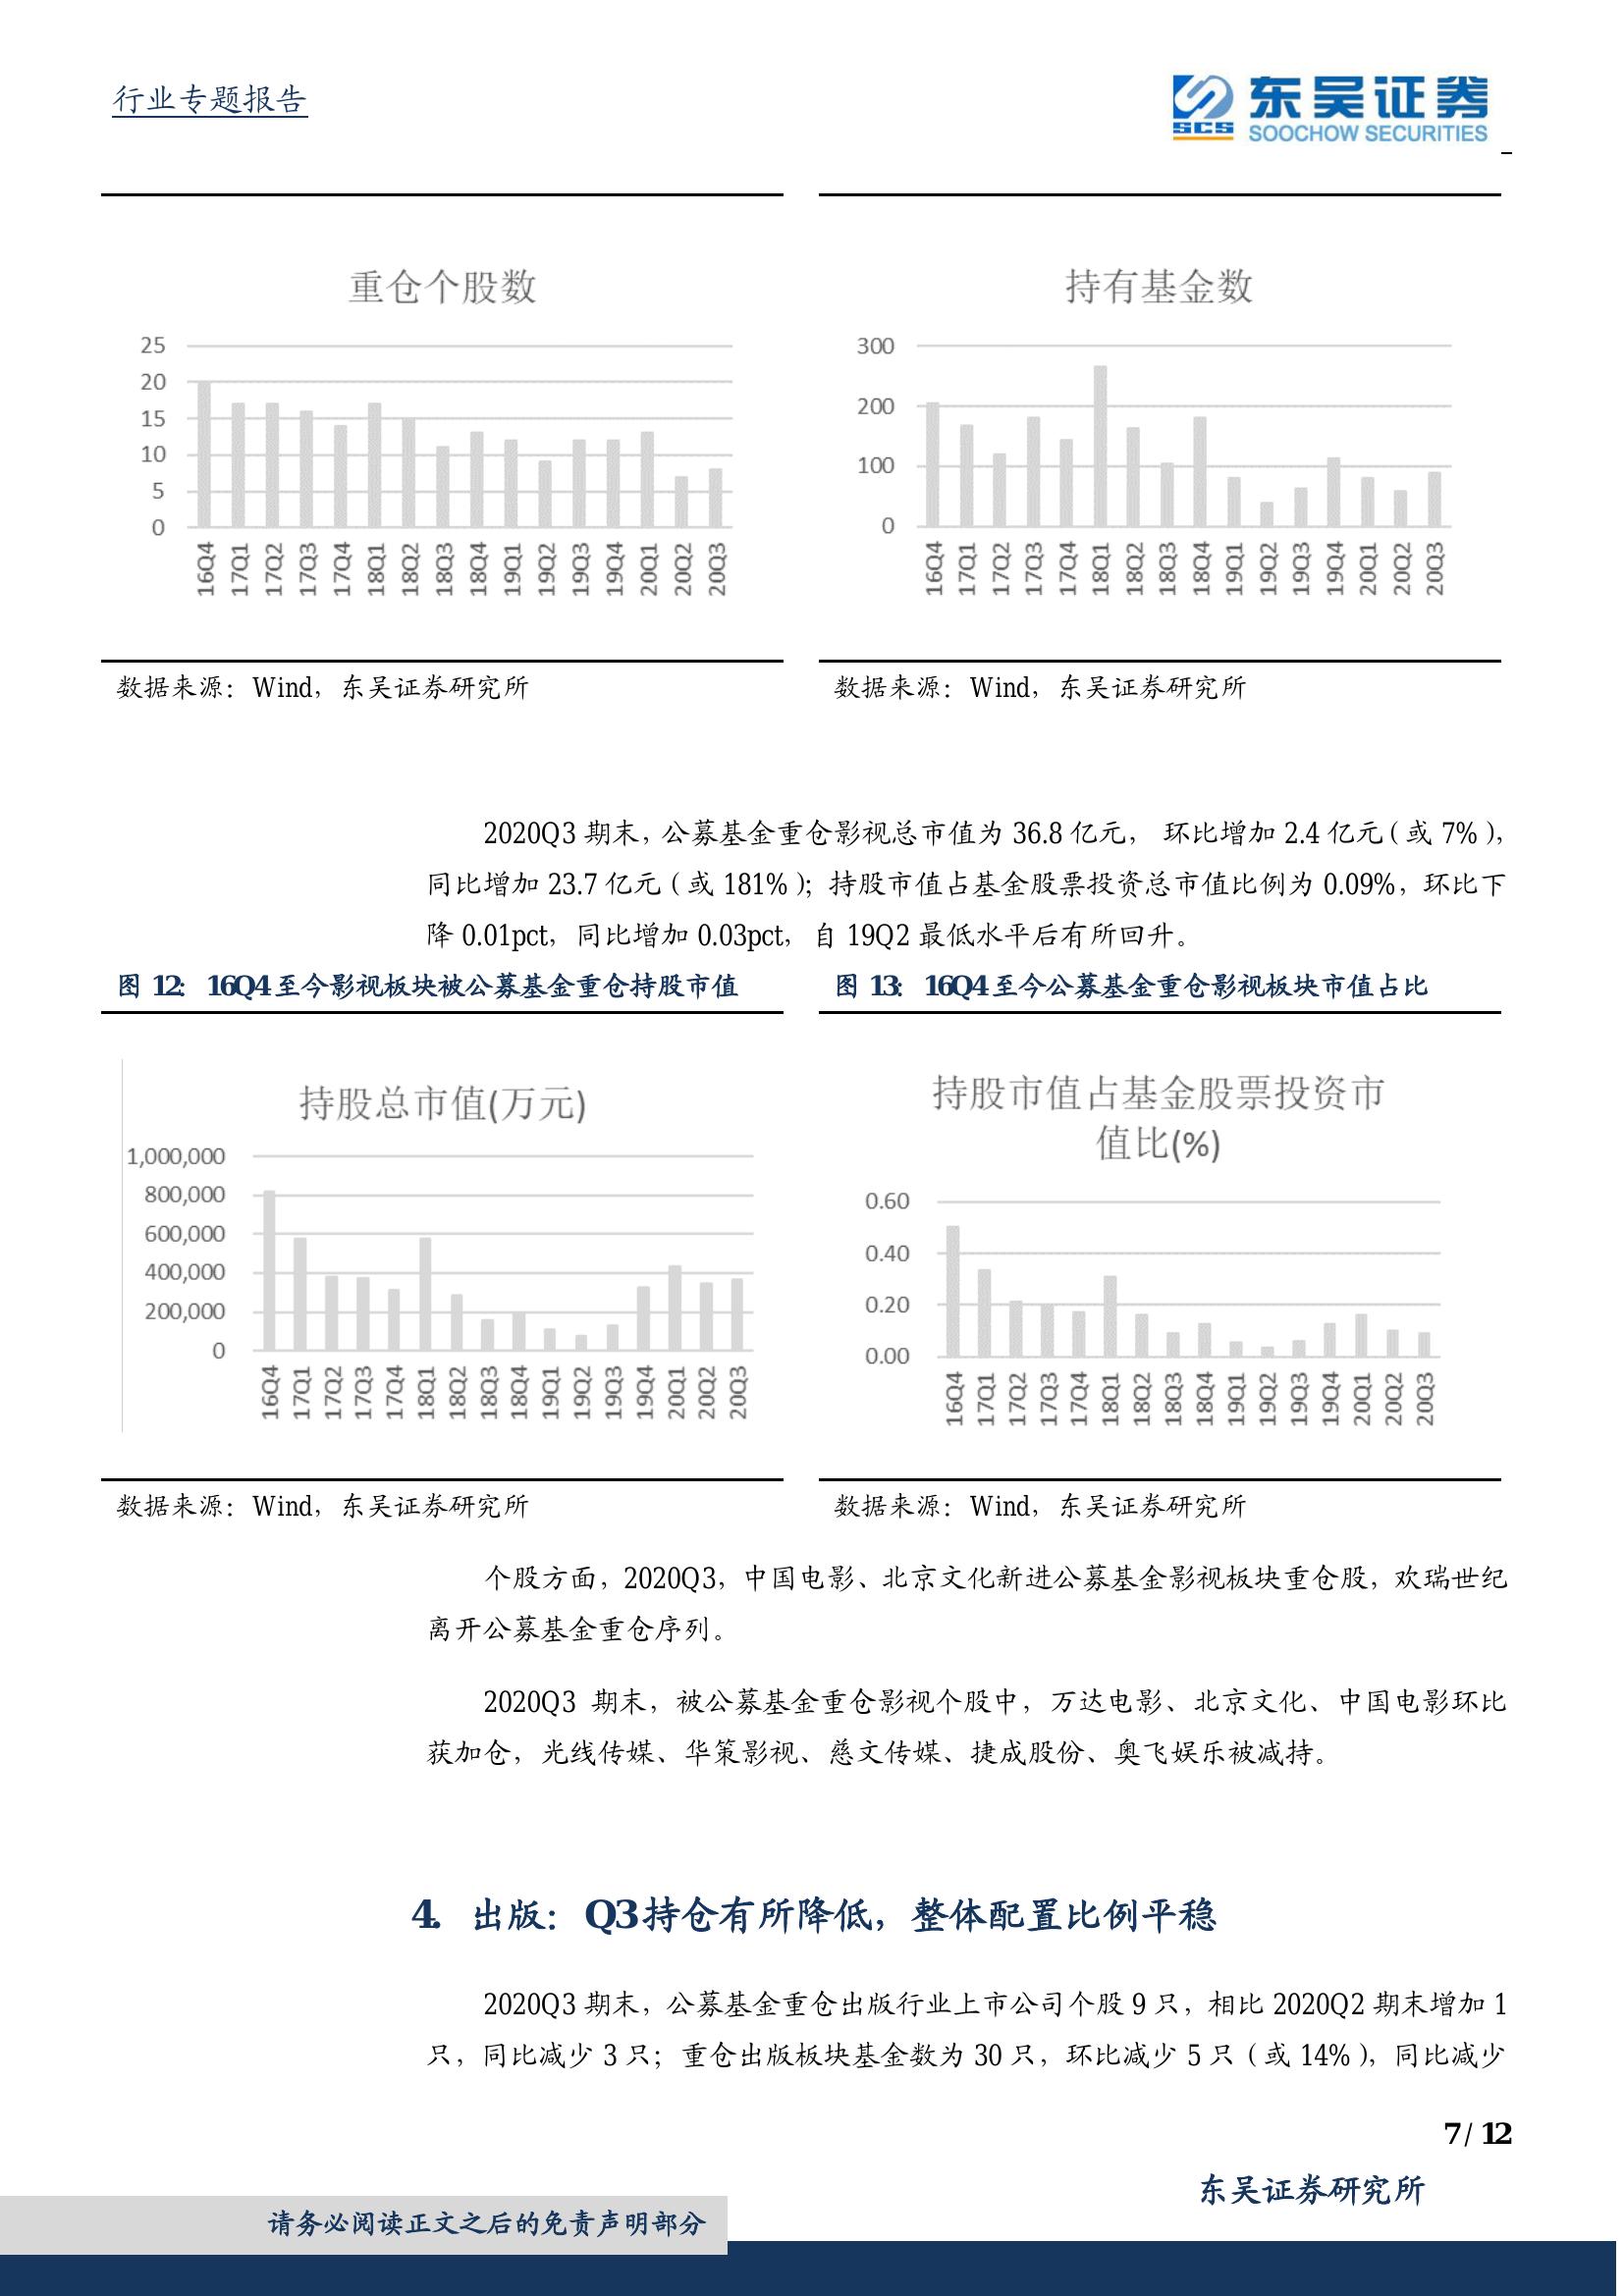 行业专题报告
东吴证券
SCS
SOOCHOW SECURITIES
重仓个股数
25
20
15
10
5
0
16Q4 17Q1 17Q2 17Q3 17Q4 18Q1 18Q2 18Q3 18Q4 19Q1 19Q2 19Q3 19Q4 20Q1 20Q2 20Q3
持有基金数
300
200
100
0
16Q4 17Q1 17Q2 17Q3 17Q4 18Q1 18Q2 18Q3 18Q4 19Q1 19Q2 19Q3 19Q4 20Q1 20Q2 20Q3
数据来源：Wind，东吴证券研究所
数据来源：Wind，东吴证券研究所
2020Q3 期末，公募基金重仓影视总市值为 36.8 亿元， 环比增加 2.4 亿元（或 7%），
同比增加 23.7 亿元（或 181%）；持股市值占基金股票投资总市值比例为 0.09%，环比下
降 0.01pct，同比增加 0.03pct，自 19Q2 最低水平后有所回升。
图 12：16Q4 至今影视板块被公募基金重仓持股市值
图 13：16Q4 至今公募基金重仓影视板块市值占比
持股总市值(万元)
1,000,000
800,000
600,000
400,000
200,000
0
16Q4 17Q1 17Q2 17Q3 17Q4 18Q1 18Q2 18Q3 18Q4 19Q1 19Q2 19Q3 19Q4 20Q1 20Q2 20Q3
持股市值占基金股票投资市
值比(%)
0.60
0.40
0.20
0.00
16Q4 17Q1 17Q2 17Q3 17Q4 18Q1 18Q2 18Q3 18Q4 19Q1 19Q2 19Q3 19Q4 20Q1 20Q2 20Q3
数据来源：Wind，东吴证券研究所
数据来源：Wind，东吴证券研究所
个股方面，2020Q3，中国电影、北京文化新进公募基金影视板块重仓股，欢瑞世纪
离开公募基金重仓序列。
2020Q3 期末，被公募基金重仓影视个股中，万达电影、北京文化、中国电影环比
获加仓，光线传媒、华策影视、慈文传媒、捷成股份、奥飞娱乐被减持。
4. 出版：Q3 持仓有所降低，整体配置比例平稳
2020Q3 期末，公募基金重仓出版行业上市公司个股 9 只，相比 2020Q2 期末增加 1
只，同比减少 3 只；重仓出版板块基金数为 30 只，环比减少 5 只（或 14%），同比减少
7 / 12
东吴证券研究所
请务必阅读正文之后的免责声明部分